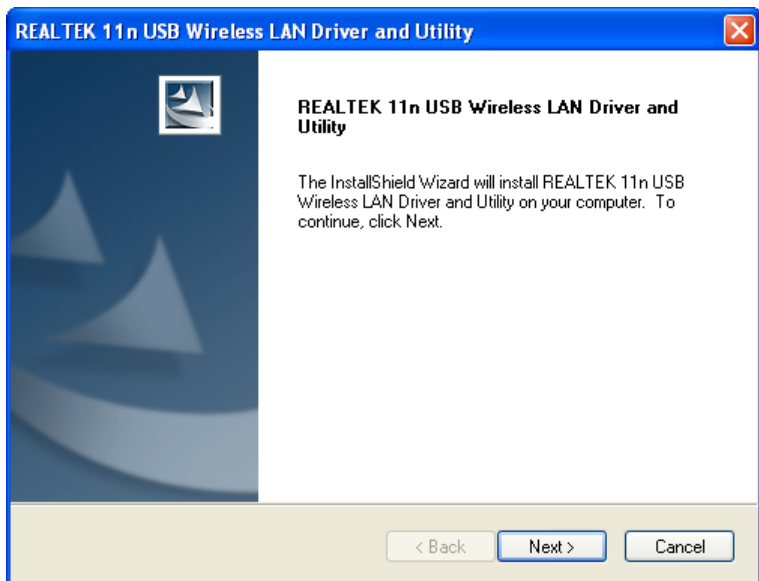 REALTEK 11n USB Wireless LAN Driver and Utility
REALTEK 11n USB Wireless LAN Driver and
Utility
The InstallShield Wizard will install REALTEK 11n USB
Wireless LAN Driver and Utility on your computer.  To
continue, click Next.
< Back
Next >
Cancel